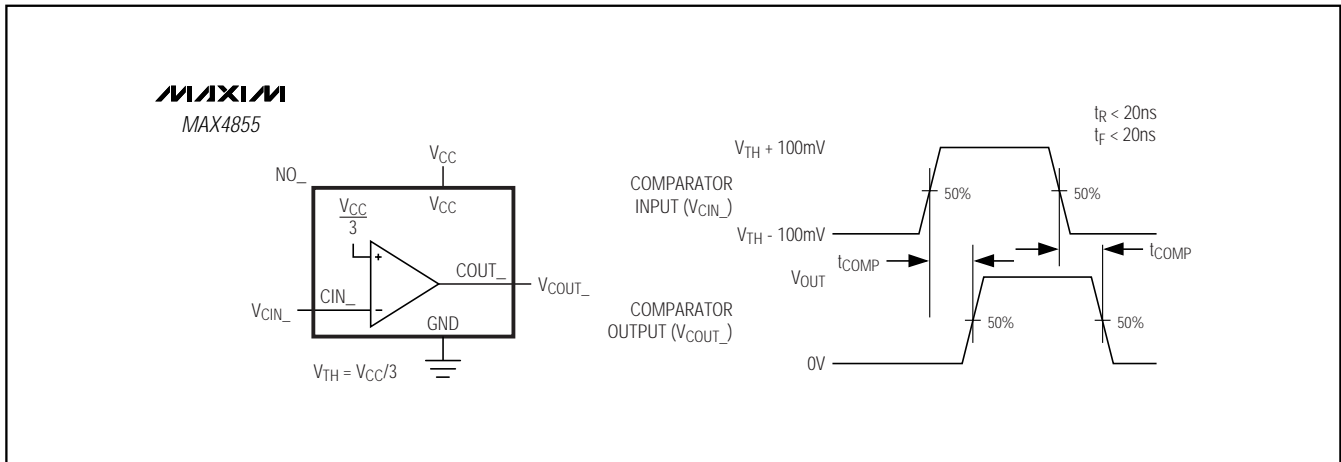 MAXIM
MAX4855
NO_
VCC
VCC
VCC
3
+
COUT_
VCOUT_
CIN_
VCIN_
–
GND
VTH = VCC/3
tR < 20ns
tF < 20ns
VTH + 100mV
COMPARATOR
INPUT (VCIN_)
50%
50%
VTH - 100mV
tCOMP
tCOMP
VOUT
COMPARATOR
OUTPUT (VCOUT_)
50%
50%
0V